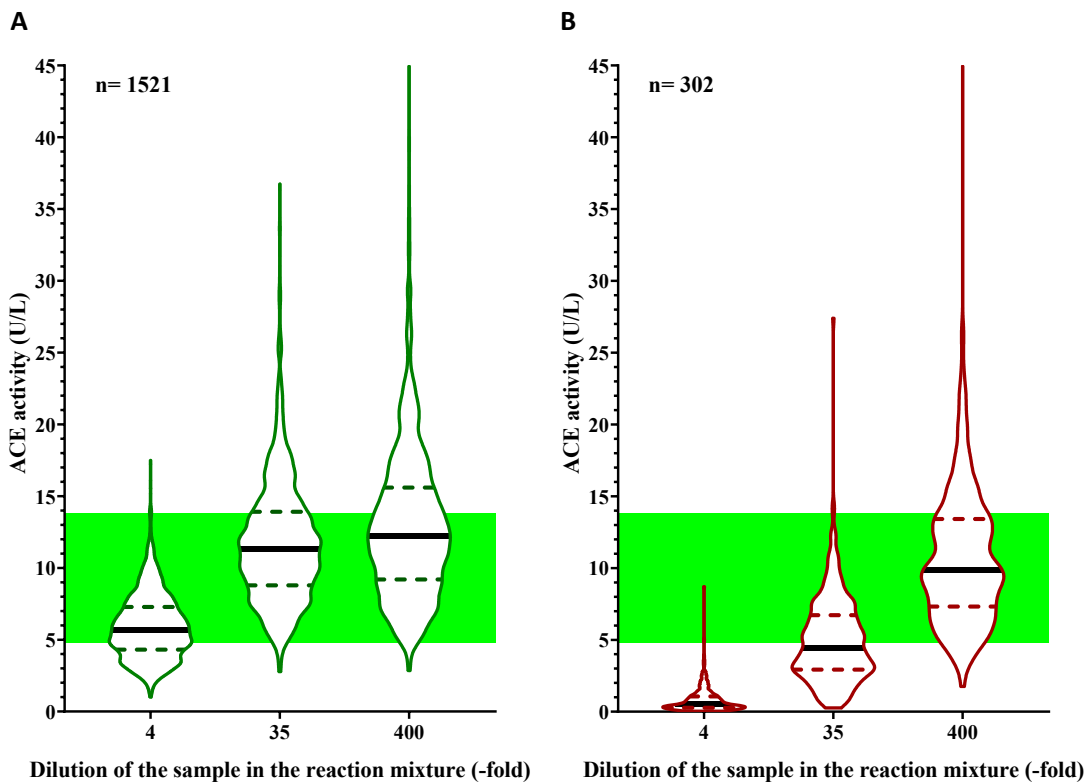 A
n= 1521
ACE activity (U/L)
45
40
35
30
25
20
15
10
5
0
4 35 400
Dilution of the sample in the reaction mixture (-fold)
B
n= 302
ACE activity (U/L)
45
40
35
30
25
20
15
10
5
0
4 35 400
Dilution of the sample in the reaction mixture (-fold)